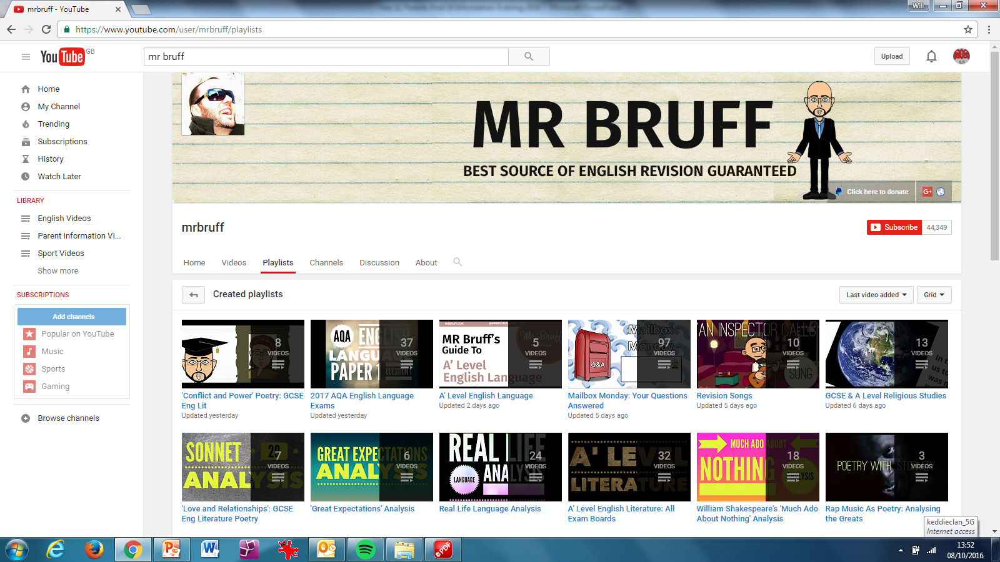 mrbruff - YouTube
Will
https://www.youtube.com/user/mrbruff/playlists
YouTube GB
mr bruff
Upload
Home
My Channel
Trending
Subscriptions
History
Watch Later
LIBRARY
English Videos
Parent Information Vi...
Sport Videos
Show more
SUBSCRIPTIONS
Add channels
Popular on YouTube
Music
Sports
Gaming
Browse channels
MR BRUFF
BEST SOURCE OF ENGLISH REVISION GUARANTEED
Click here to donate
G+
mrbruff
Subscribe 44,349
Home Videos Playlists Channels Discussion About
Created playlists
Last video added Grid
8
VIDEOS
'Conflict and Power' Poetry: GCSE
Eng Lit
Updated yesterday
AQA ENGLISH
LANGUAGE
PAPER 1
QUESTION 1
37
VIDEOS
2017 AQA English Language
Exams
Updated yesterday
MRBRUFF.COM
MR Bruff's
Guide To
A' Level
English Language
Mr Bruff
5
VIDEOS
A' Level English Language
Updated 2 days ago
Mailbox
Monday
Q&A
97
VIDEOS
Mailbox Monday: Your Questions
Answered
Updated 5 days ago
AN INSPECTOR CALLS
SONG
10
VIDEOS
Revision Songs
Updated 5 days ago
In t
us to
was
13
VIDEOS
GCSE & A Level Religious Studies
Updated 6 days ago
SONNET 29
ANALYSIS
7
VIDEOS
'Love and Relationships': GCSE
Eng Literature Poetry
GREAT EXPECTATIONS
ANALYSIS
6
VIDEOS
'Great Expectations' Analysis
REAL LIFE
LANGUAGE
ANALYSIS
24
VIDEOS
Real Life Language Analysis
A' LEVEL
LITERATURE
32
VIDEOS
A' Level English Literature: All
Exam Boards
MUCH ADO ABOUT
NOTHING
ANALYSIS
18
VIDEOS
William Shakespeare's 'Much Ado
About Nothing' Analysis
POETRY WITH STORMZY
3
VIDEOS
Rap Music As Poetry: Analysing
the Greats
keddieclan_5G
Internet access
PDF
13:52
08/10/2016